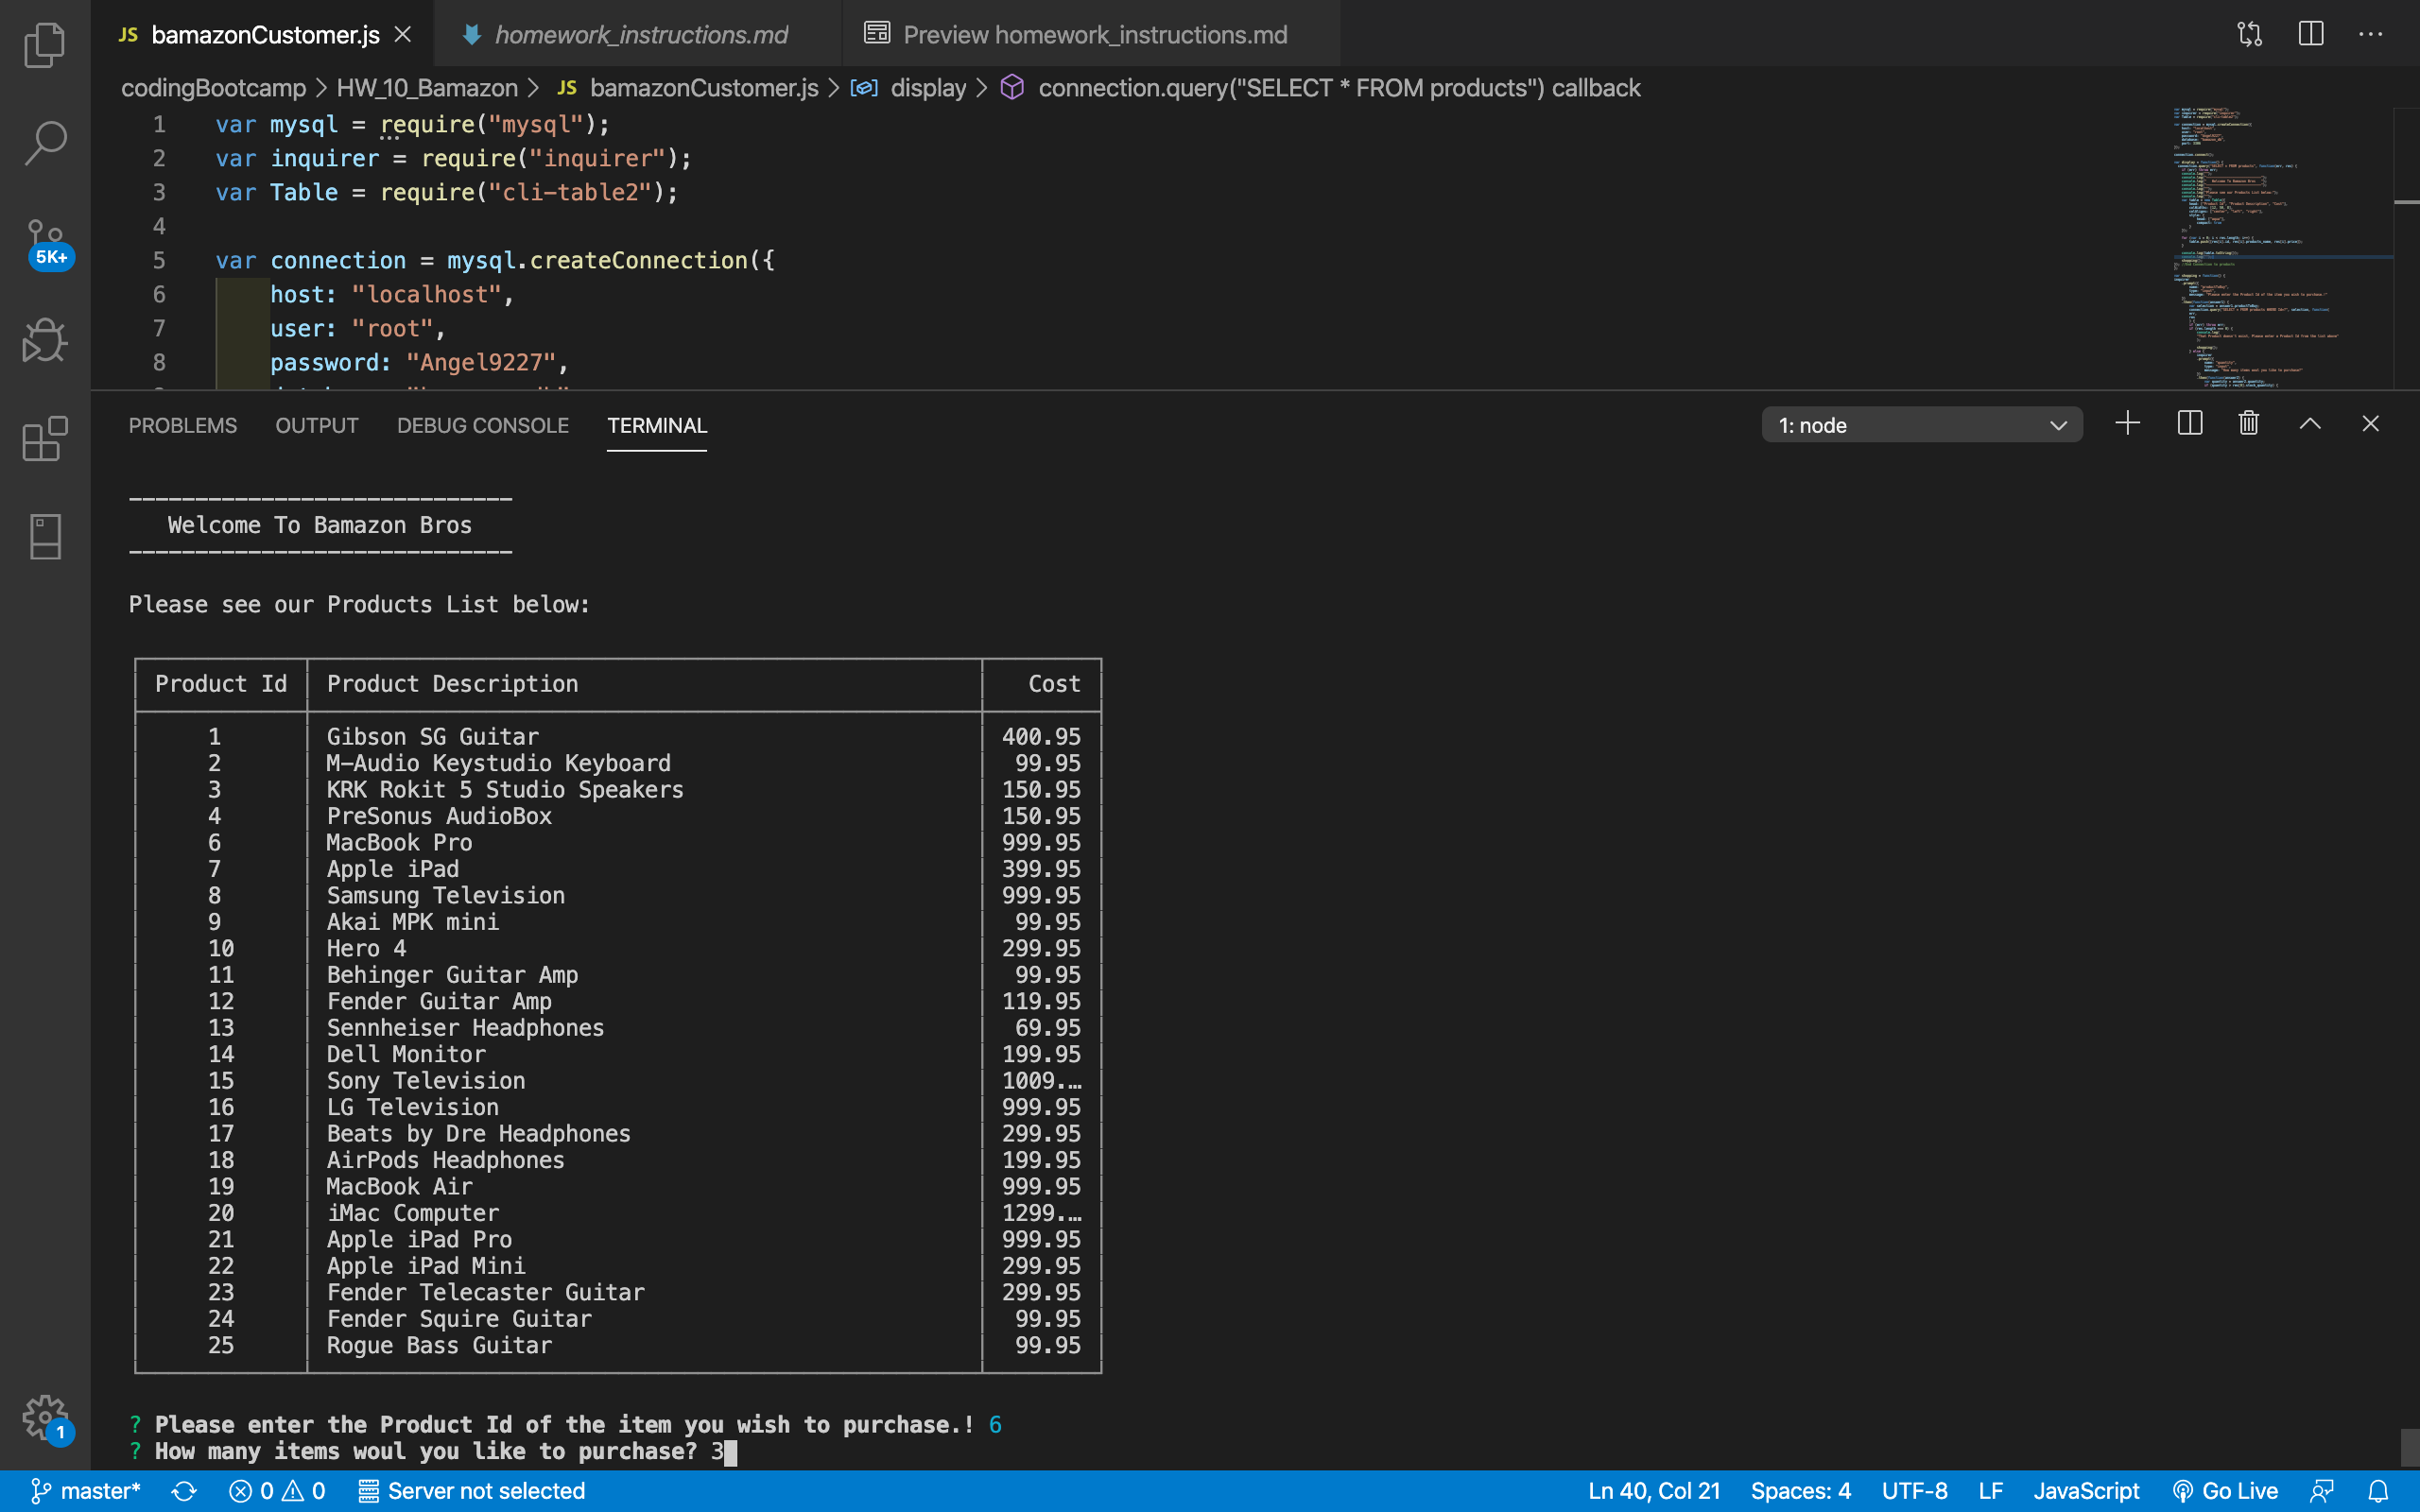 JS bamazonCustomer.js
homework_instructions.md
Preview homework_instructions.md
codingBootcamp > HW_10_Bamazon > JS bamazonCustomer.js > display > connection.query("SELECT * FROM products") callback
1 var mysql = require("mysql");
2 var inquirer = require("inquirer");
3 var Table = require("cli-table2");
4
5 var connection = mysql.createConnection({
6 host: "localhost",
7 user: "root",
8 password: "Angel9227",
5K+
PROBLEMS OUTPUT DEBUG CONSOLE TERMINAL 1: node
Welcome To Bamazon Bros
Please see our Products List below:
Product Id Product Description Cost
1 Gibson SG Guitar 400.95
2 M-Audio Keystudio Keyboard 99.95
3 KRK Rokit 5 Studio Speakers 150.95
4 PreSonus AudioBox 150.95
6 MacBook Pro 999.95
7 Apple iPad 399.95
8 Samsung Television 999.95
9 Akai MPK mini 99.95
10 Hero 4 299.95
11 Behinger Guitar Amp 99.95
12 Fender Guitar Amp 119.95
13 Sennheiser Headphones 69.95
14 Dell Monitor 199.95
15 Sony Television 1009.…
16 LG Television 999.95
17 Beats by Dre Headphones 299.95
18 AirPods Headphones 199.95
19 MacBook Air 999.95
20 iMac Computer 1299.…
21 Apple iPad Pro 999.95
22 Apple iPad Mini 299.95
23 Fender Telecaster Guitar 299.95
24 Fender Squire Guitar 99.95
25 Rogue Bass Guitar 99.95
? Please enter the Product Id of the item you wish to purchase.! 6
? How many items woul you like to purchase? 3
1
master* 0 0 Server not selected Ln 40, Col 21 Spaces: 4 UTF-8 LF JavaScript Go Live